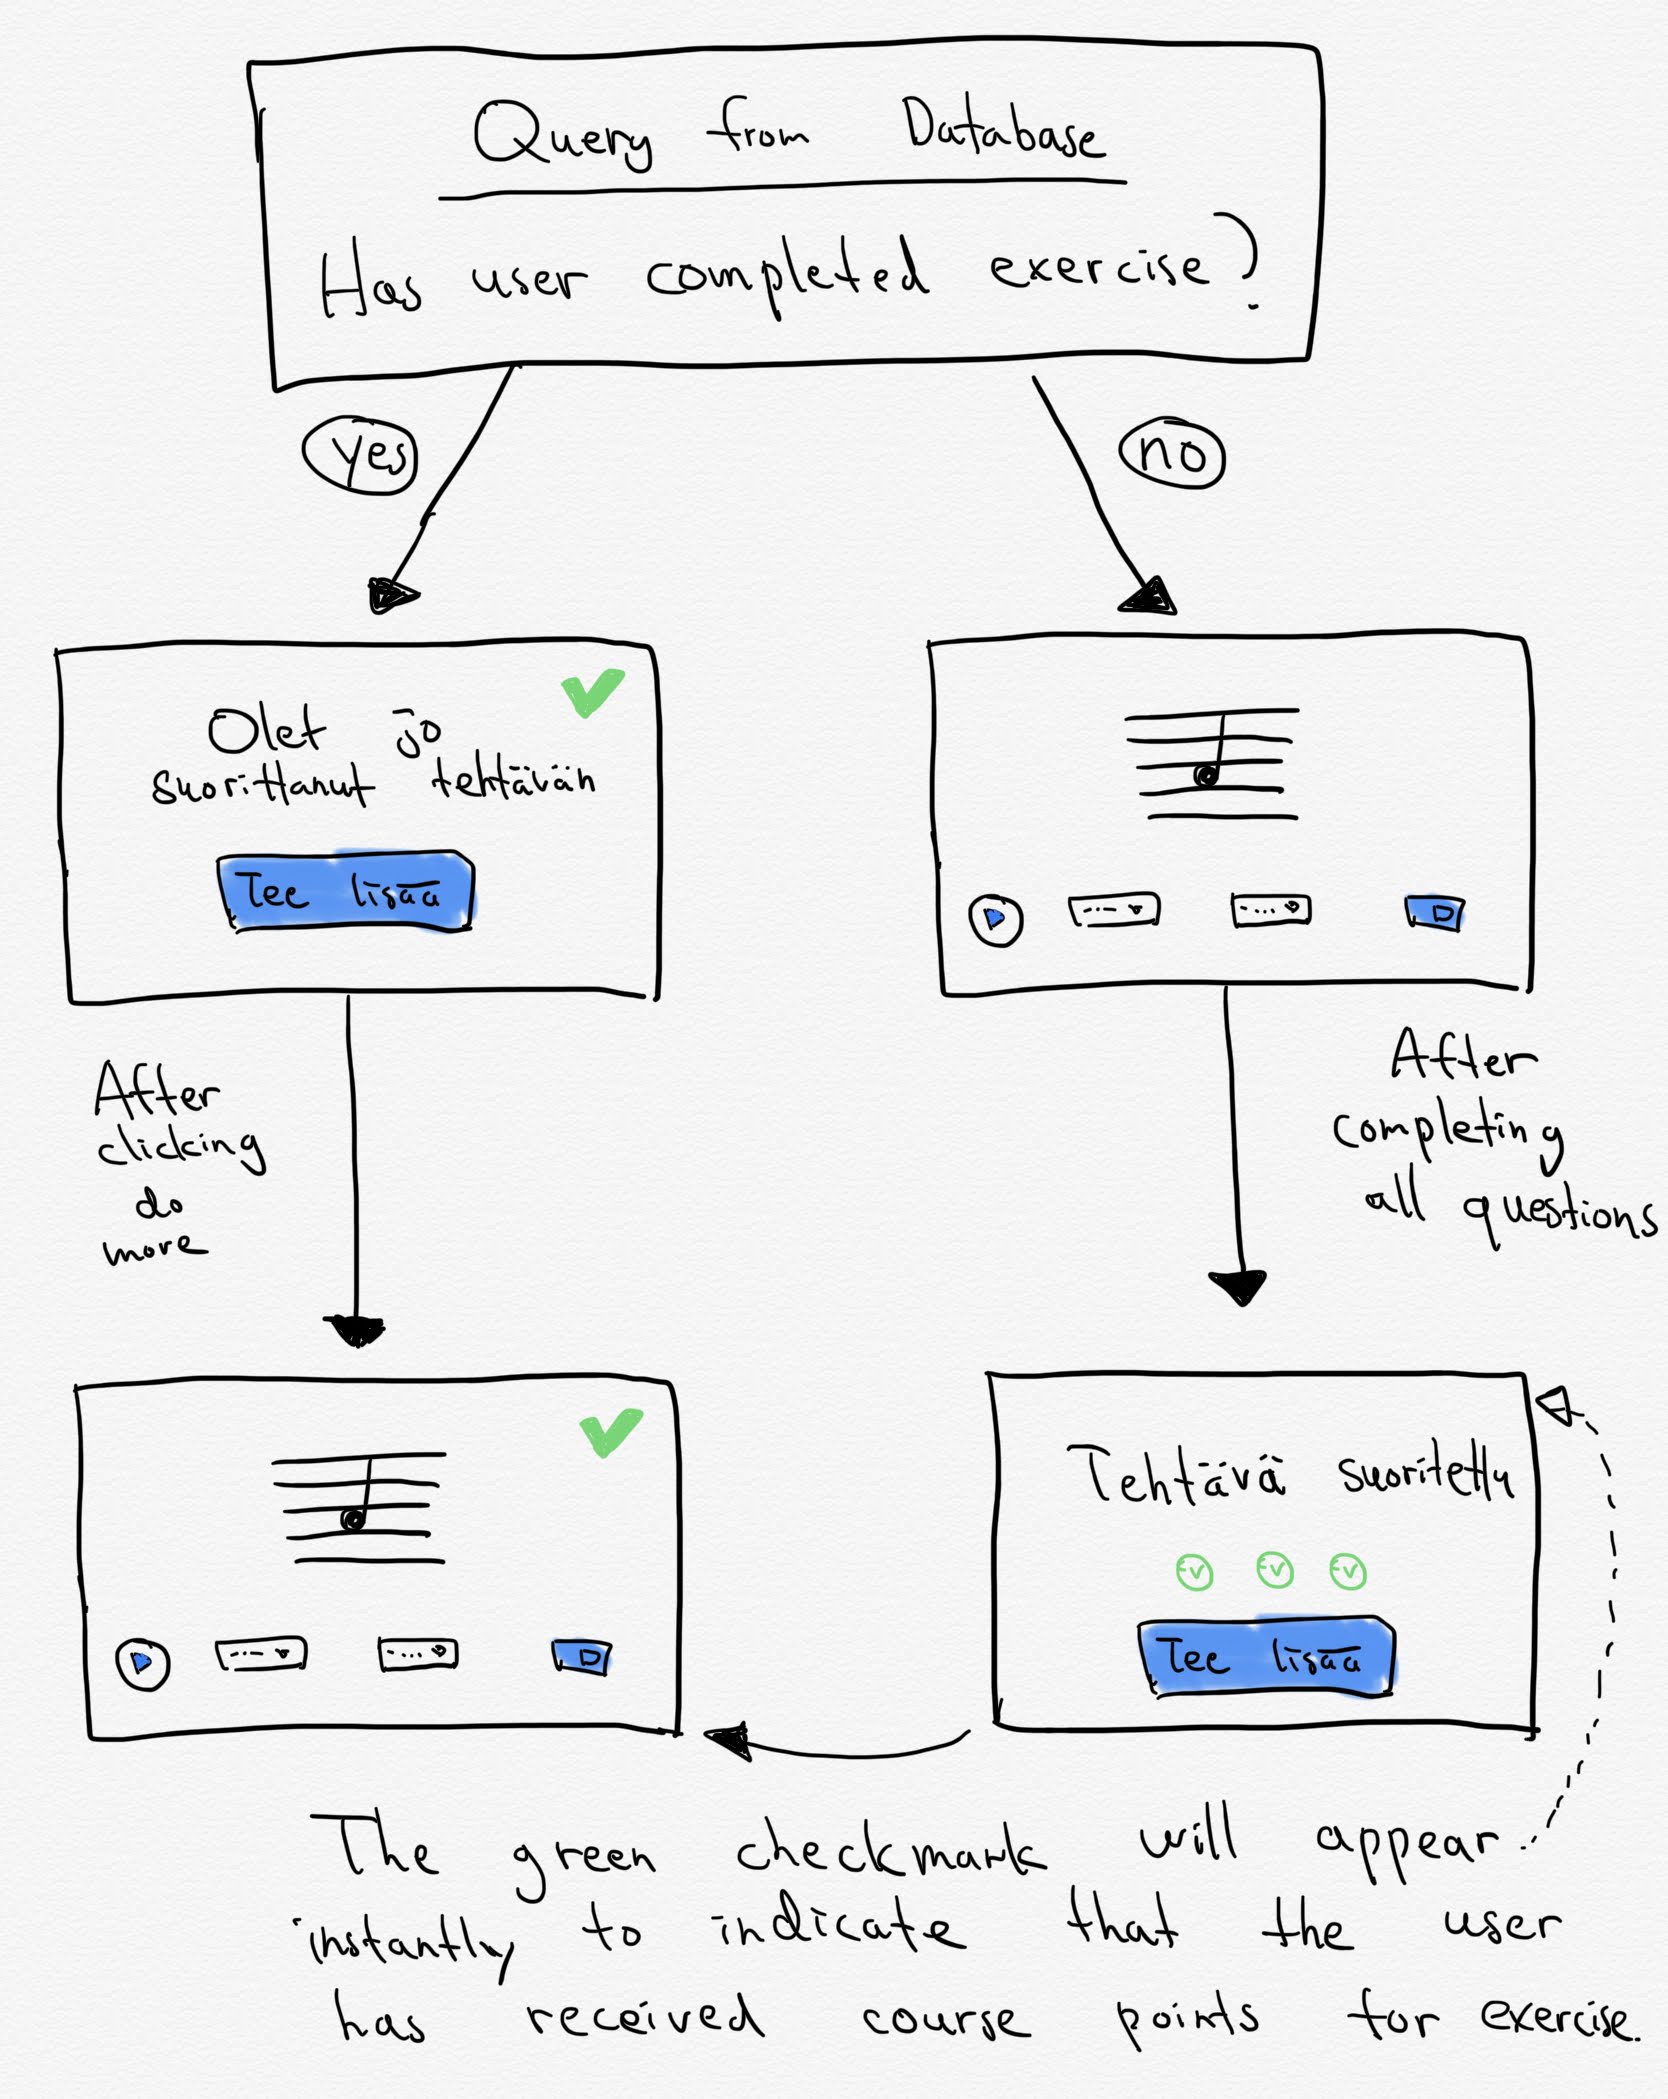 Query from Database
Has user completed exercise?
yes
no
Olet jo
suorittanut tehtävän
Tee lisää
After
clicking
do
more
After
completing
all questions
Tehtävä suoritettu
Tee lisää
The green checkmark will appear
instantly to indicate that the user
has received course points for exercise.